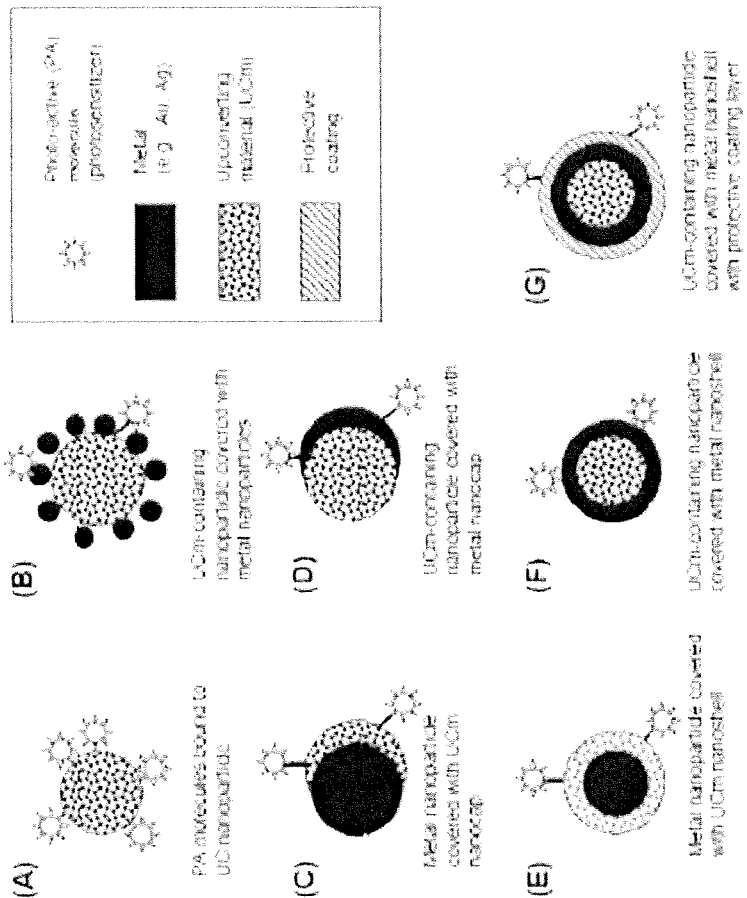 (A)
PA molecules bound to
UC nanoparticle
(B)
UCm-containing
nanoparticle covered with
metal nanoparticles
Photo-active (PA)
molecule
(photosensitizer)
Metal
(e.g. Au, Ag)
Upconverting
material (UCm)
Protective
coating
(C)
Metal nanoparticle
covered with UCm
nanocap
(D)
UCm-containing
nanoparticle covered with
metal nanocap
(E)
Metal nanoparticle covered
with UCm nanoshell
(F)
UCm-containing nanoparticle
covered with metal nanoshell
(G)
UCm-containing nanoparticle
covered with metal nanoshell
with protective coating layer